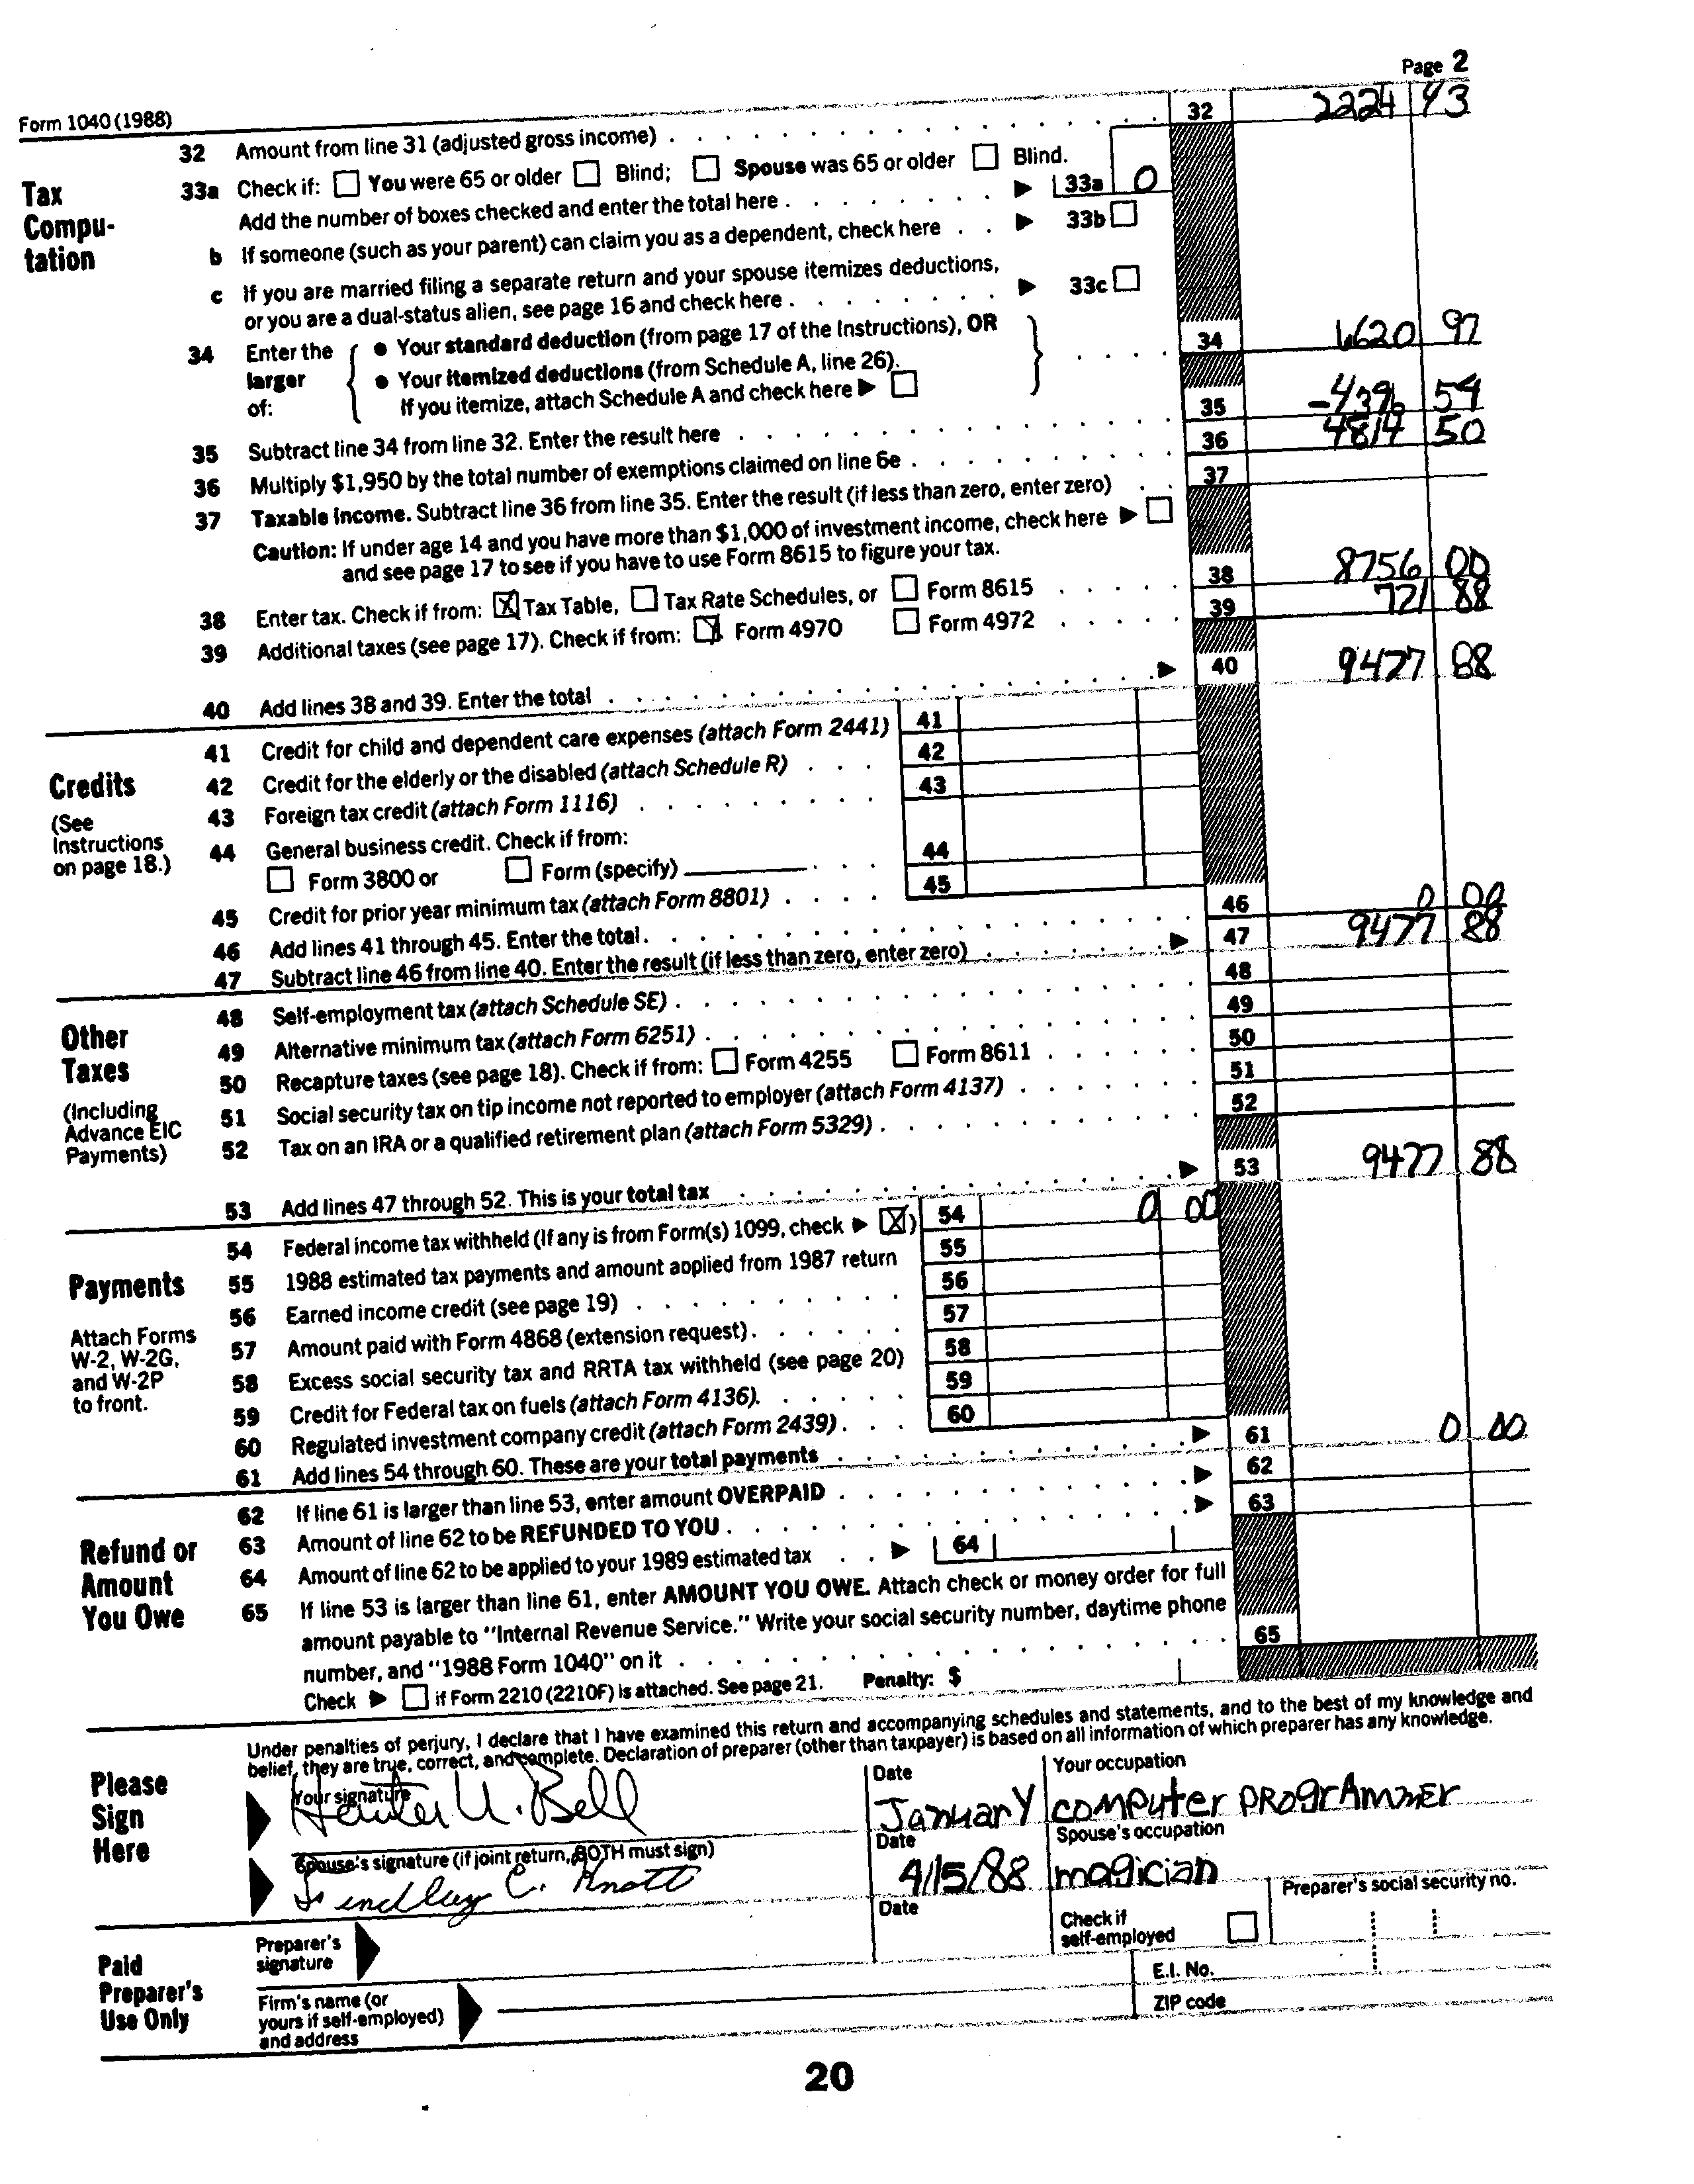 Page 2
Form 1040 (1988)
32 Amount from line 31 (adjusted gross income) 32 2224 43
Tax Compu- tation
33a Check if: You were 65 or older Blind; Spouse was 65 or older Blind.
Add the number of boxes checked and enter the total here 33a 0
b If someone (such as your parent) can claim you as a dependent, check here 33b
c If you are married filing a separate return and your spouse itemizes deductions,
or you are a dual-status alien, see page 16 and check here 33c
34 Enter the larger of:
• Your standard deduction (from page 17 of the Instructions), OR
• Your itemized deductions (from Schedule A, line 26).
If you itemize, attach Schedule A and check here
34 6620 97
35 Subtract line 34 from line 32. Enter the result here 35 -4396 54
36 Multiply $1,950 by the total number of exemptions claimed on line 6e 36 4814 50
37 Taxable income. Subtract line 36 from line 35. Enter the result (if less than zero, enter zero) 37
Caution: If under age 14 and you have more than $1,000 of investment income, check here
and see page 17 to see if you have to use Form 8615 to figure your tax.
38 Enter tax. Check if from: X Tax Table, Tax Rate Schedules, or Form 8615 38 8756 00
39 Additional taxes (see page 17). Check if from: X Form 4970 Form 4972 39 721 88
40 Add lines 38 and 39. Enter the total 40 9477 88
Credits
(See Instructions on page 18.)
41 Credit for child and dependent care expenses (attach Form 2441) 41
42 Credit for the elderly or the disabled (attach Schedule R) 42
43 Foreign tax credit (attach Form 1116) 43
44 General business credit. Check if from:
Form 3800 or Form (specify) 44
45 Credit for prior year minimum tax (attach Form 8801) 45
46 Add lines 41 through 45. Enter the total. 46 0 00
47 Subtract line 46 from line 40. Enter the result (if less than zero, enter zero) 47 9477 88
Other Taxes
(Including Advance EIC Payments)
48 Self-employment tax (attach Schedule SE) 48
49 Alternative minimum tax (attach Form 6251) 49
50 Recapture taxes (see page 18). Check if from: Form 4255 Form 8611 50
51 Social security tax on tip income not reported to employer (attach Form 4137) 51
52 Tax on an IRA or a qualified retirement plan (attach Form 5329) 52
53 Add lines 47 through 52. This is your total tax 53 9477 88
Payments
Attach Forms W-2, W-2G, and W-2P to front.
54 Federal income tax withheld (If any is from Form(s) 1099, check X) 54 0 00
55 1988 estimated tax payments and amount applied from 1987 return 55
56 Earned income credit (see page 19) 56
57 Amount paid with Form 4868 (extension request) 57
58 Excess social security tax and RRTA tax withheld (see page 20) 58
59 Credit for Federal tax on fuels (attach Form 4136) 59
60 Regulated investment company credit (attach Form 2439) 60
61 Add lines 54 through 60. These are your total payments 61 0 00
Refund or Amount You Owe
62 If line 61 is larger than line 53, enter amount OVERPAID 62
63 Amount of line 62 to be REFUNDED TO YOU 63
64 Amount of line 62 to be applied to your 1989 estimated tax 64
65 If line 53 is larger than line 61, enter AMOUNT YOU OWE. Attach check or money order for full
amount payable to "Internal Revenue Service." Write your social security number, daytime phone
number, and "1988 Form 1040" on it 65
Check if Form 2210 (2210F) is attached. See page 21. Penalty: $
Please Sign Here
Under penalties of perjury, I declare that I have examined this return and accompanying schedules and statements, and to the best of my knowledge and
belief, they are true, correct, and complete. Declaration of preparer (other than taxpayer) is based on all information of which preparer has any knowledge.
Your signature U. Bell Date January Your occupation computer programmer
Spouse's signature (if joint return, BOTH must sign) C. Knott Date 4/15/88 Spouse's occupation magician
Paid Preparer's Use Only
Preparer's signature Date Check if self-employed Preparer's social security no.
Firm's name (or yours if self-employed) and address E.I. No.
ZIP code
20